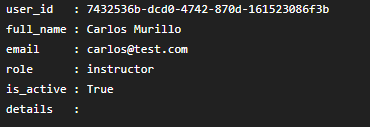 user_id   : 7432536b-dcd0-4742-870d-161523086f3b
full_name : Carlos Murillo
email     : carlos@test.com
role      : instructor
is_active : True
details   :